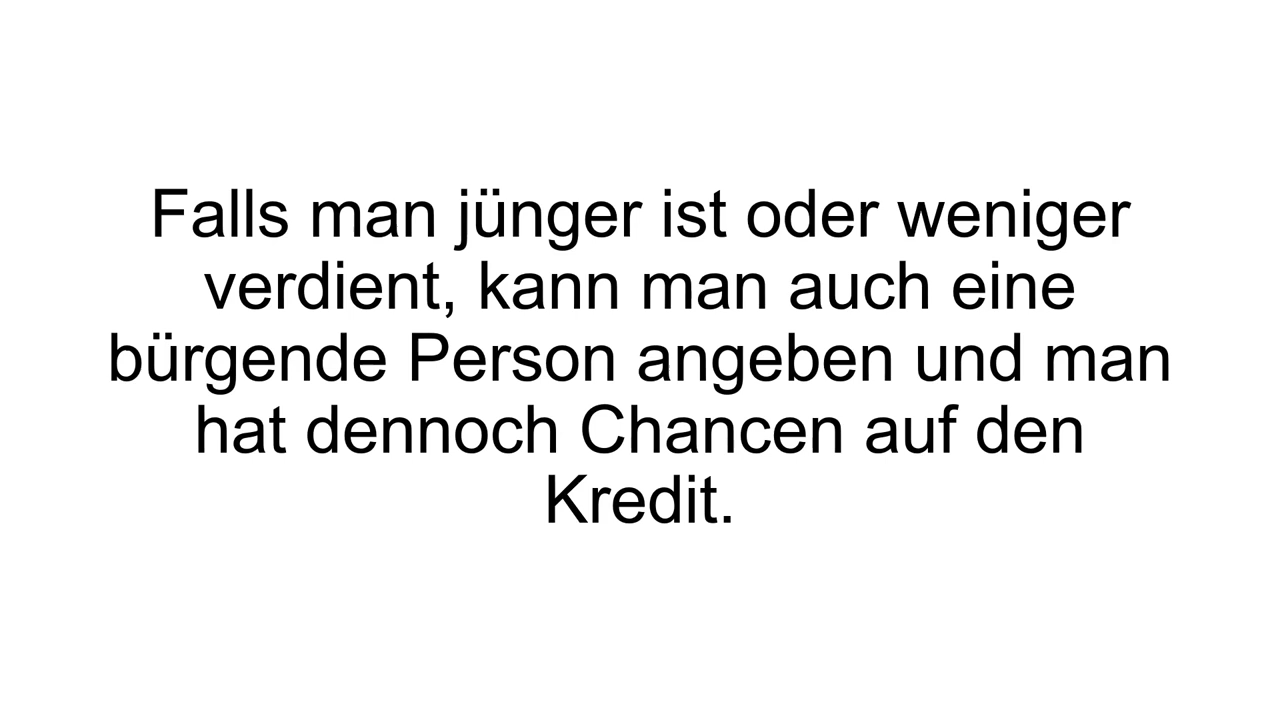 Falls man jünger ist oder weniger
verdient, kann man auch eine
bürgende Person angeben und man
hat dennoch Chancen auf den
Kredit.